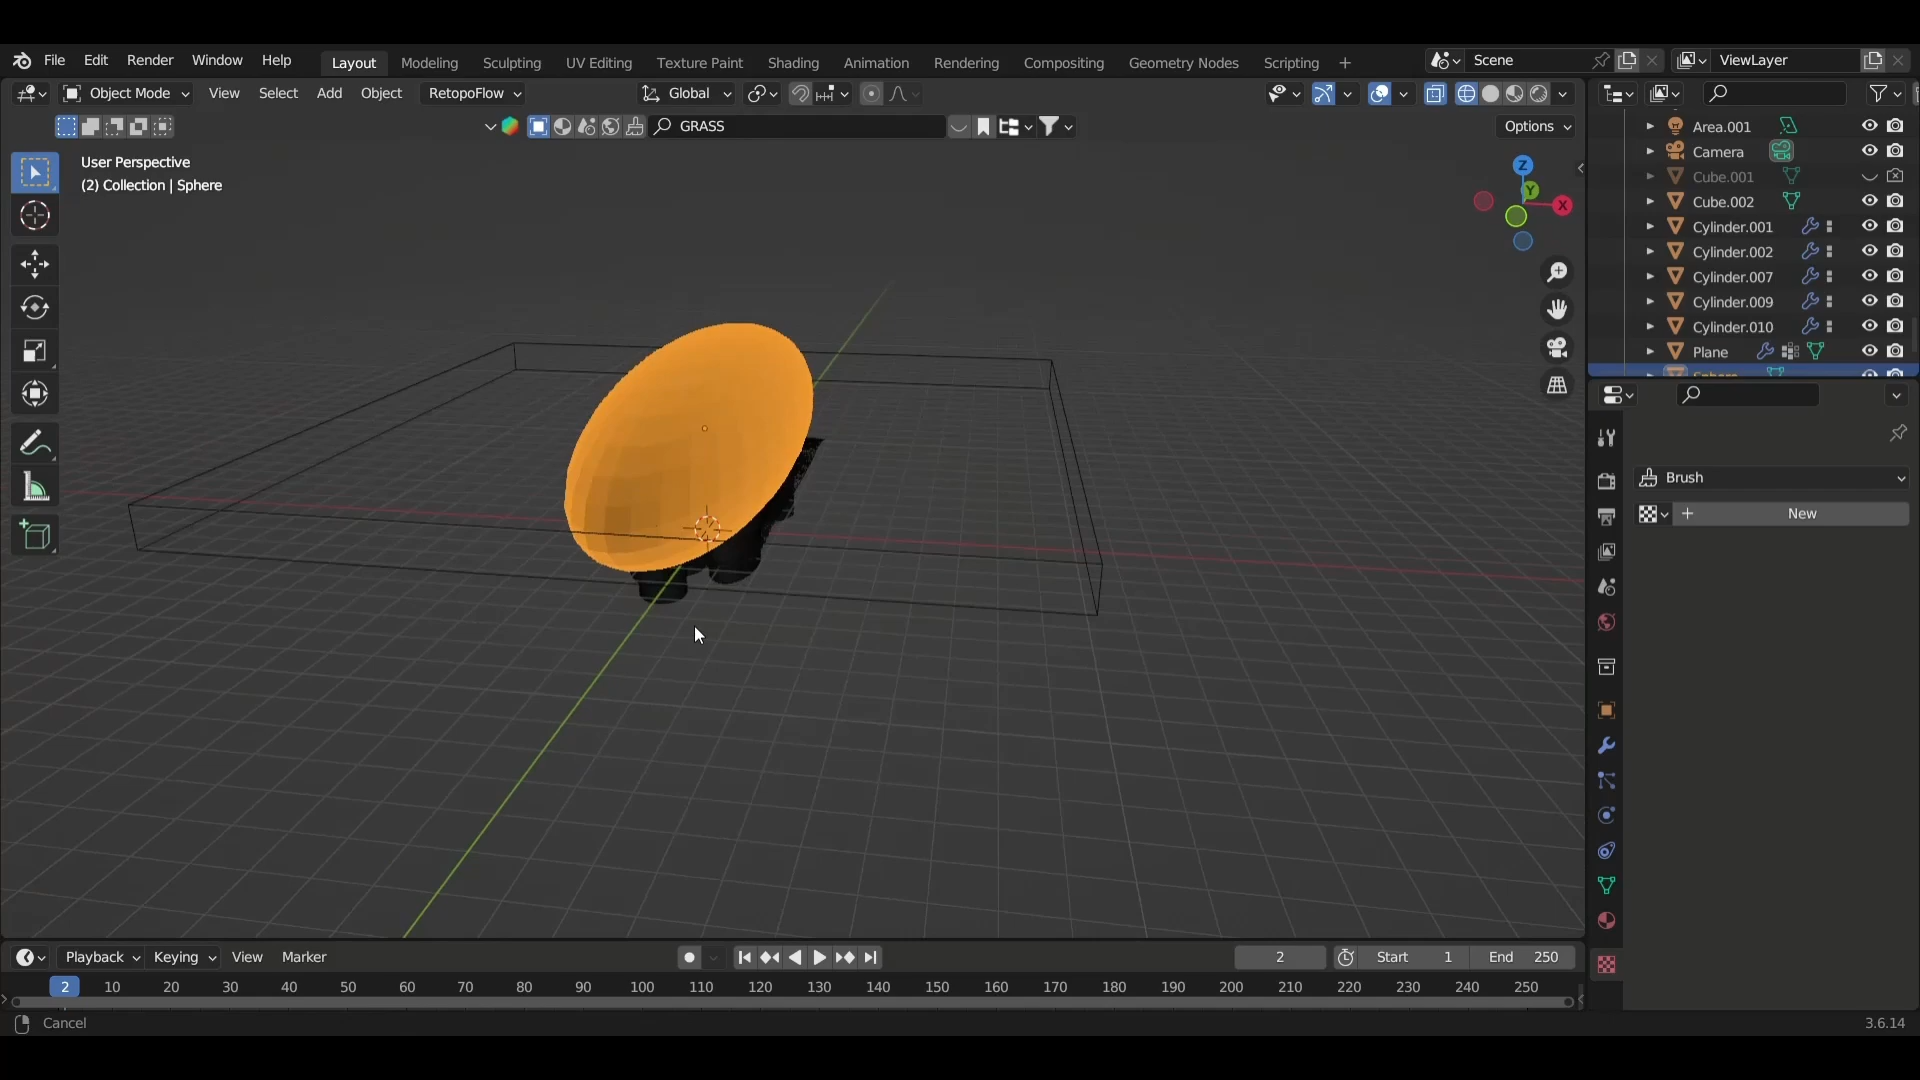 File Edit Render Window Help Layout Modeling Sculpting UV Editing Texture Paint Shading Animation Rendering Compositing Geometry Nodes Scripting + Scene ViewLayer
Object Mode View Select Add Object RetopoFlow Global
GRASS Options
User Perspective
(2) Collection | Sphere
Z
Y
X
Area.001
Camera
Cube.001
Cube.002
Cylinder.001
Cylinder.002
Cylinder.007
Cylinder.009
Cylinder.010
Plane
Brush
+ New
Playback Keying View Marker 2 Start 1 End 250
2 10 20 30 40 50 60 70 80 90 100 110 120 130 140 150 160 170 180 190 200 210 220 230 240 250
Cancel 3.6.14